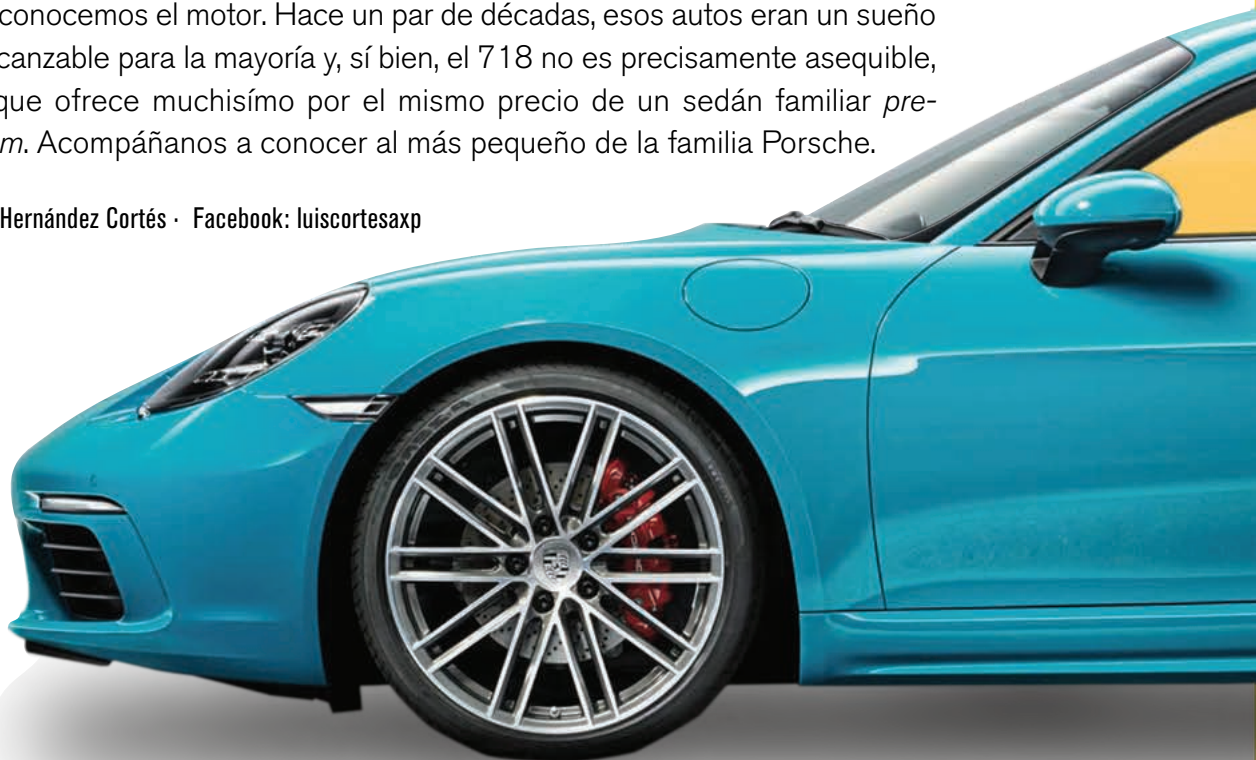 conocemos el motor. Hace un par de décadas, esos autos eran un sueño
canzable para la mayoría y, sí bien, el 718 no es precisamente asequible,
que ofrece muchisímo por el mismo precio de un sedán familiar pre-
m. Acompáñanos a conocer al más pequeño de la familia Porsche.
Hernández Cortés · Facebook: luiscortesaxp